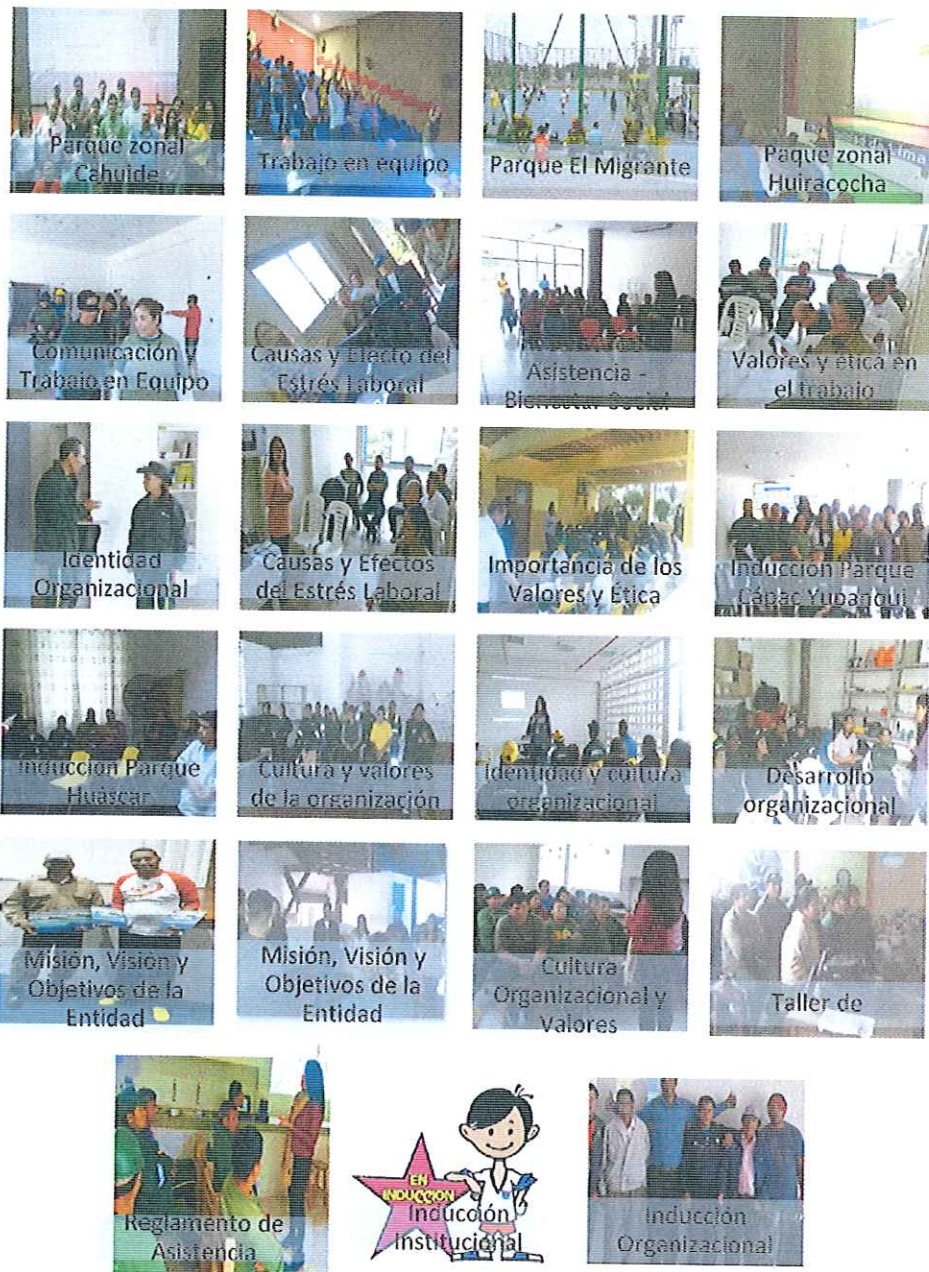 Parque zonal
Cahuide
Trabajo en equipo
Parque El Migrante
Paque zonal
Huiracocha
Comunicación y
Trabajo en Equipo
Causas y Efecto del
Estrés Laboral
Asistencia -
Bienestar Social
Valores y ética en
el trabajo
Identidad
Organizacional
Causas y Efectos
del Estrés Laboral
Importancia de los
Valores y Ética
Inducción Parque
Cápac Yupanqui
Inducción Parque
Huáscar
Cultura y valores
de la organización
Identidad y cultura
organizacional
Desarrollo
organizacional
Misión, Visión y
Objetivos de la
Entidad
Misión, Visión y
Objetivos de la
Entidad
Cultura
Organizacional y
Valores
Taller de
Reglamento de
Asistencia
EN
INDUCCION
Inducción
Institucional
Inducción
Organizacional